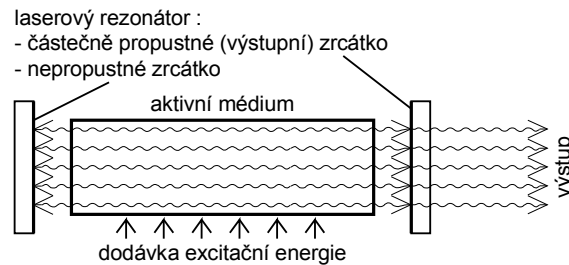 laserový rezonátor :
- částečně propustné (výstupní) zrcátko
- nepropustné zrcátko
aktivní médium
výstup
dodávka excitační energie